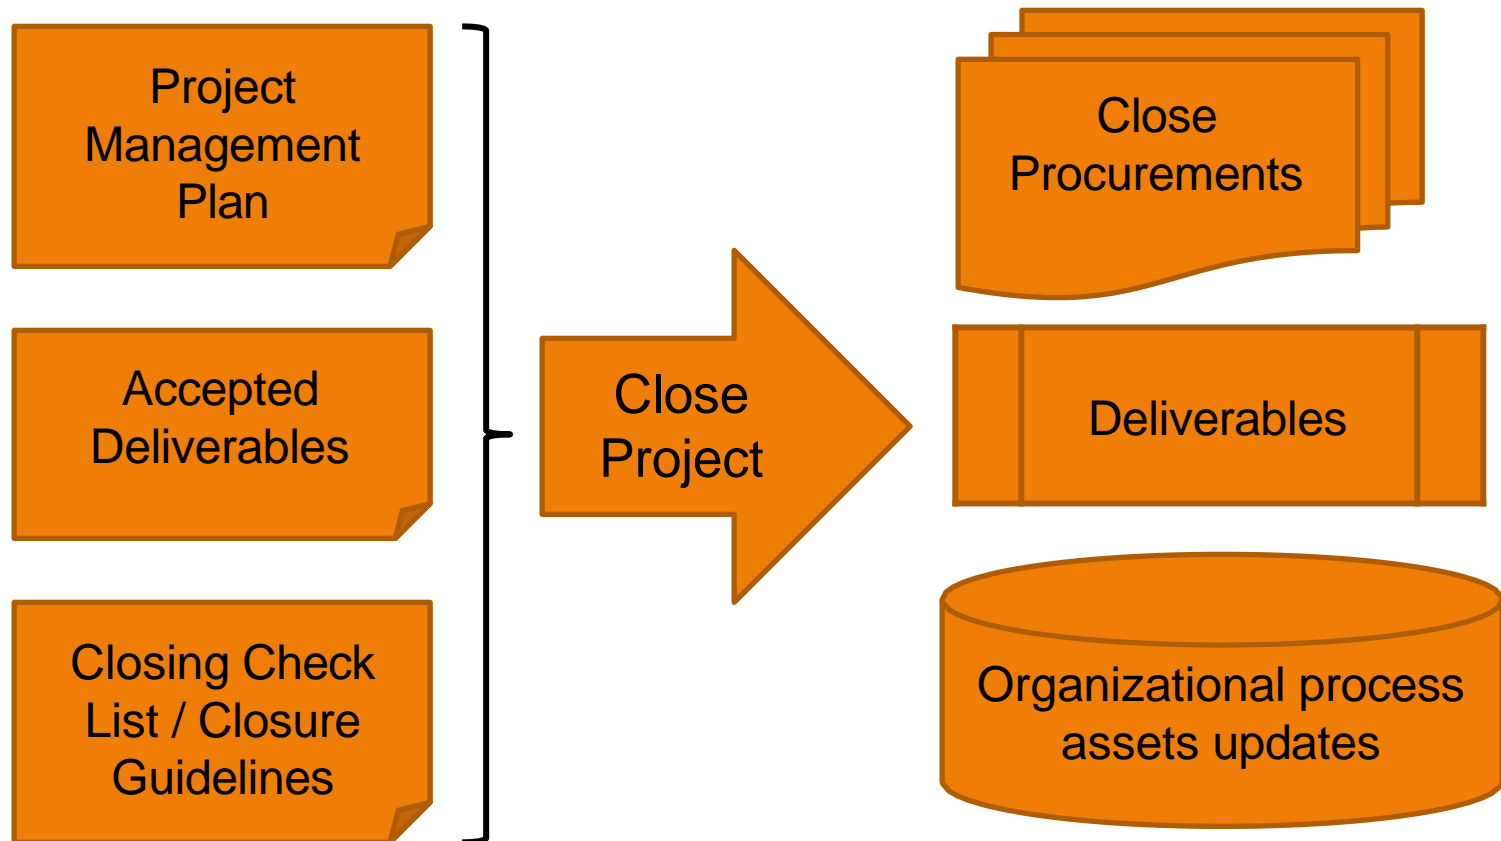 Project
Management
Plan
Accepted
Deliverables
Closing Check
List / Closure
Guidelines
Close
Project
Close
Procurements
Deliverables
Organizational process
assets updates